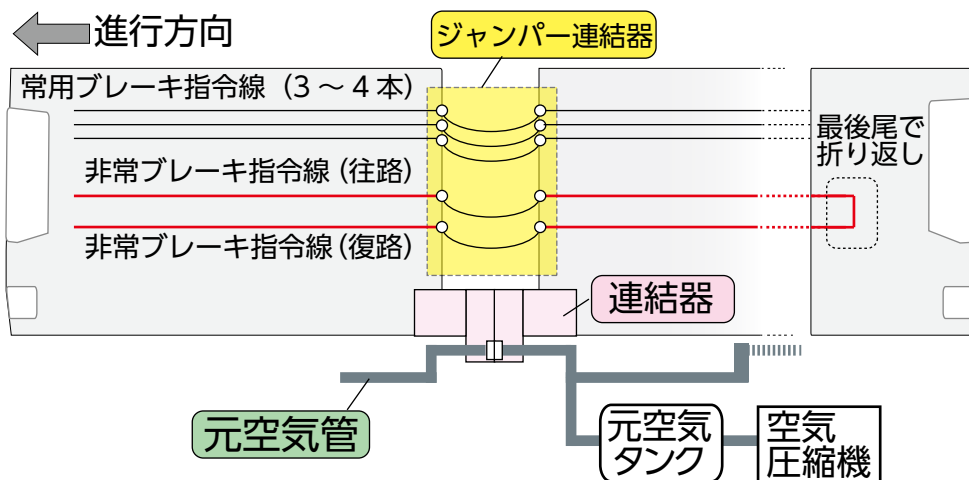 進行方向
ジャンパー連結器
常用ブレーキ指令線（3～4本）
最後尾で
折り返し
非常ブレーキ指令線（往路）
非常ブレーキ指令線（復路）
連結器
元空気管
元空気
タンク
空気
圧縮機